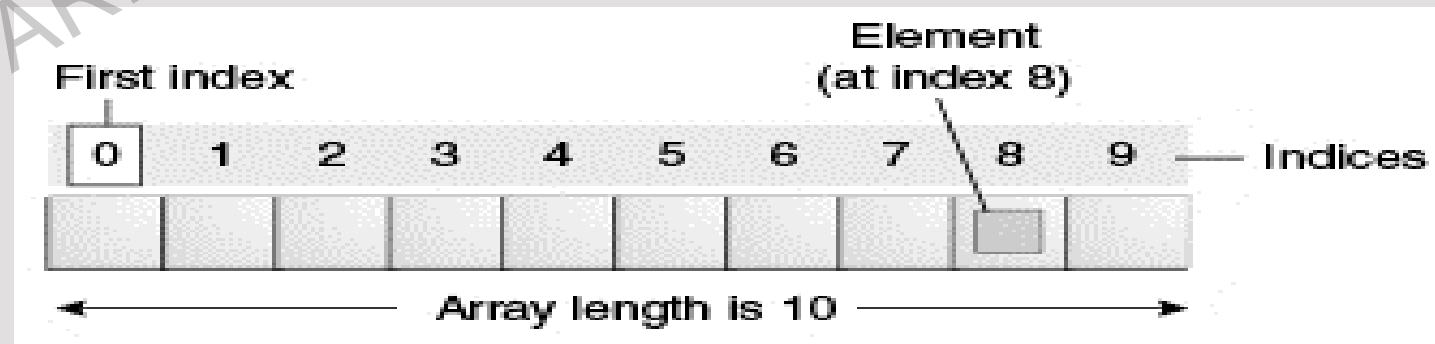 Element
First index (at index 8)
0 1 2 3 4 5 6 7 8 9 Indices
Array length is 10